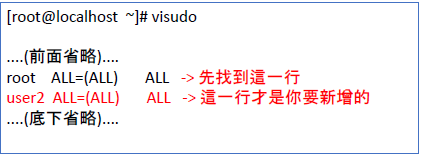 [root@localhost ~]# visudo
....(前面省略)....
root ALL=(ALL) ALL -> 先找到這一行
user2 ALL=(ALL) ALL -> 這一行才是你要新增的
....(底下省略)....